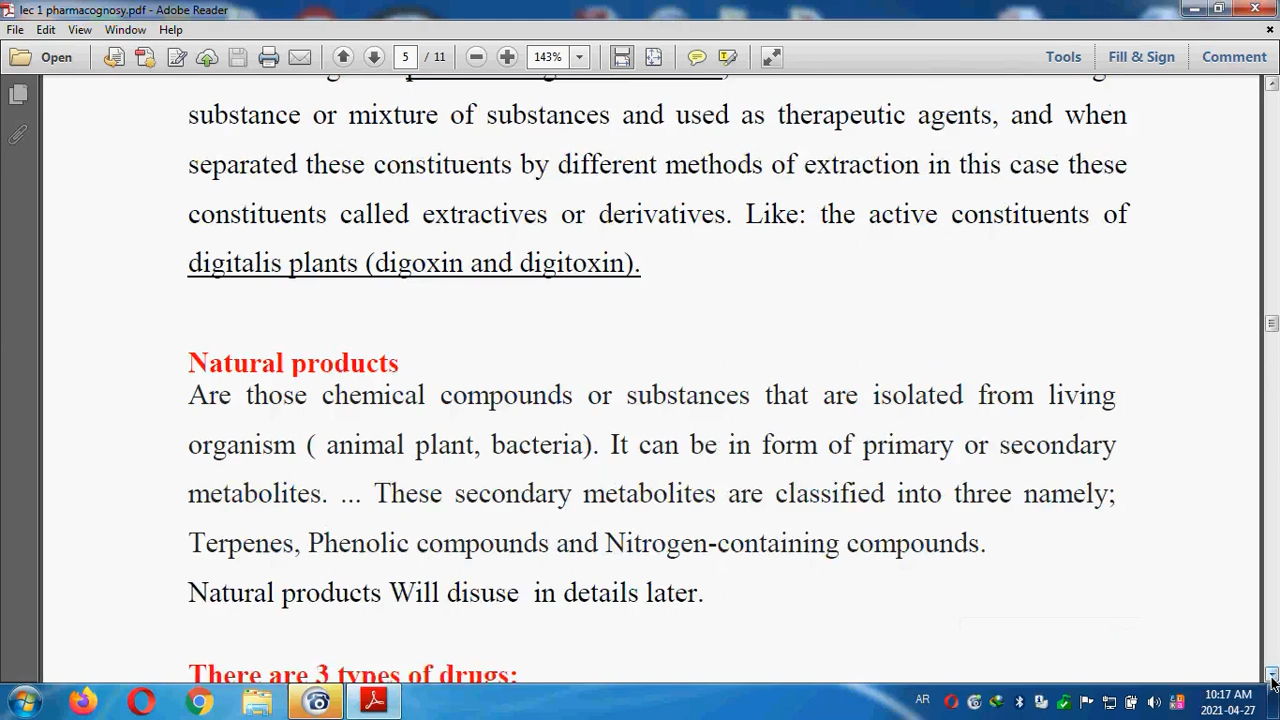 lec 1 pharmacognosy.pdf - Adobe Reader
File Edit View Window Help
Open 5 / 11 143% Tools Fill & Sign Comment
substance or mixture of substances and used as therapeutic agents, and when
separated these constituents by different methods of extraction in this case these
constituents called extractives or derivatives. Like: the active constituents of
digitalis plants (digoxin and digitoxin).
Natural products
Are those chemical compounds or substances that are isolated from living
organism ( animal plant, bacteria). It can be in form of primary or secondary
metabolites. ... These secondary metabolites are classified into three namely;
Terpenes, Phenolic compounds and Nitrogen-containing compounds.
Natural products Will disuse in details later.
There are 3 types of drugs:
AR 10:17 AM
2021-04-27